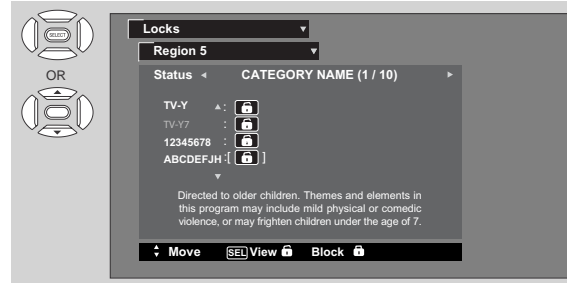 SELECT
OR
Locks
Region 5
Status CATEGORY NAME (1 / 10)
TV-Y :
TV-Y7 :
12345678 :
ABCDEFJH :[ ]
Directed to older children. Themes and elements in
this program may include mild physical or comedic
violence, or may frighten children under the age of 7.
Move SEL View Block